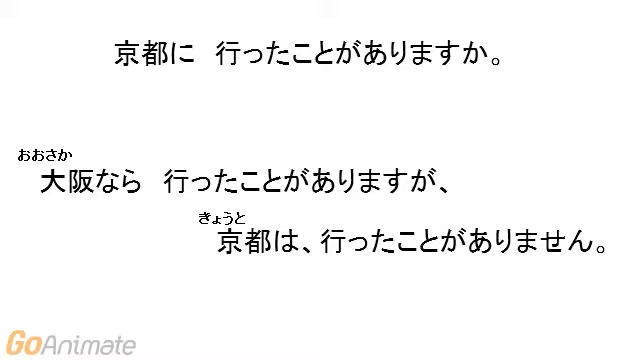 京都に 行ったことがありますか。
おおさか
大阪なら 行ったことがありますが、
きょうと
京都は、行ったことがありません。
GoAnimate